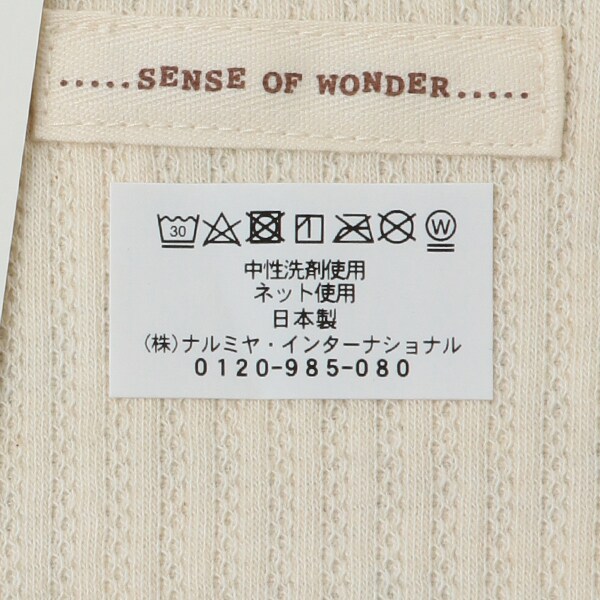 .....SENSE OF WONDER.....
30
W
中性洗剤使用
ネット使用
日本製
(株)ナルミヤ・インターナショナル
0120-985-080